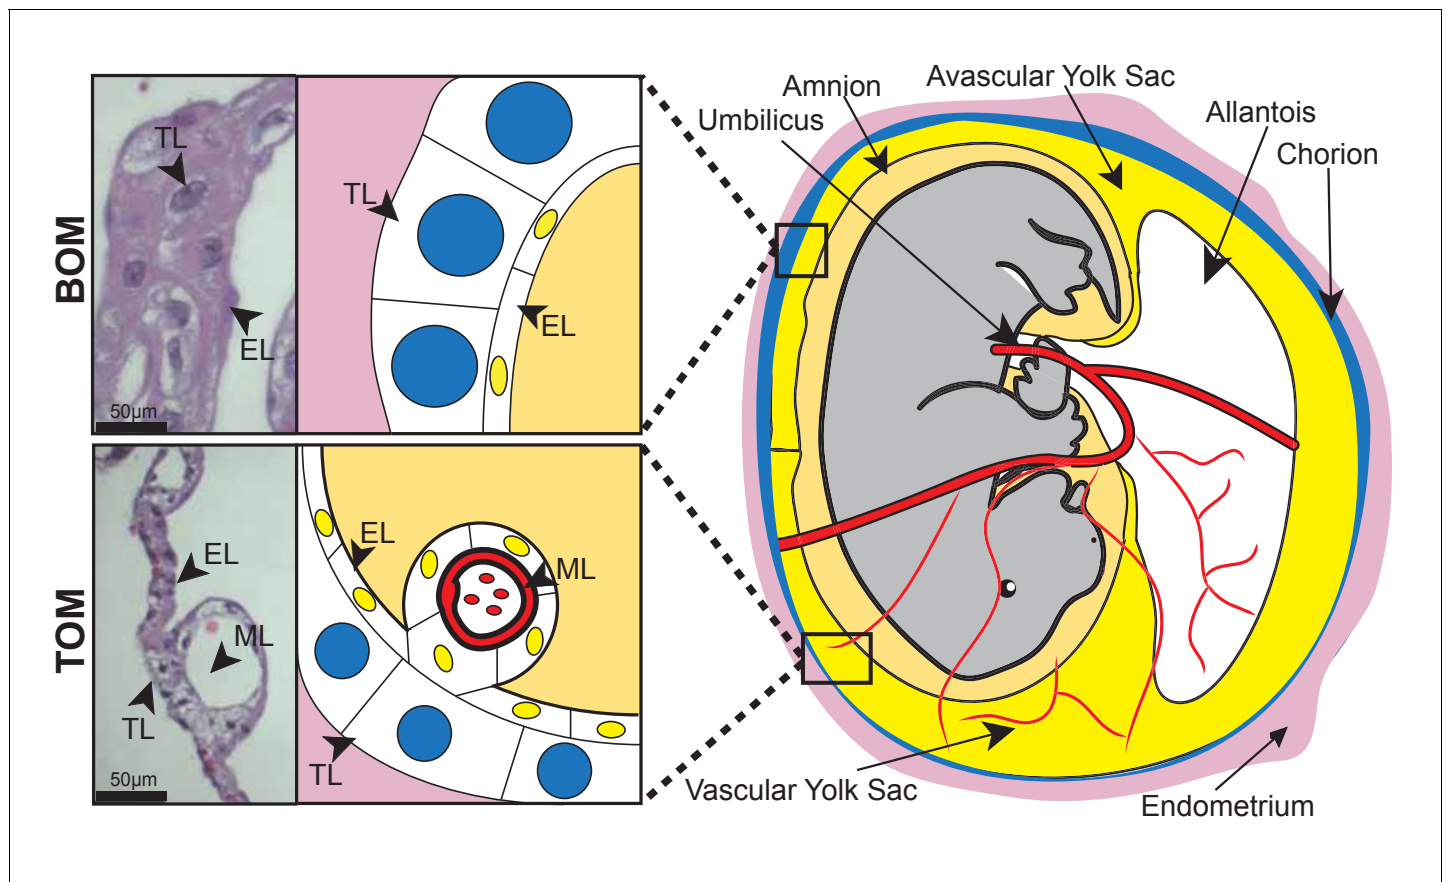 BOM
TL
EL
50µm
TL
EL
TOM
EL
ML
TL
50µm
EL
ML
TL
Amnion
Umbilicus
Avascular Yolk Sac
Allantois
Chorion
Vascular Yolk Sac
Endometrium